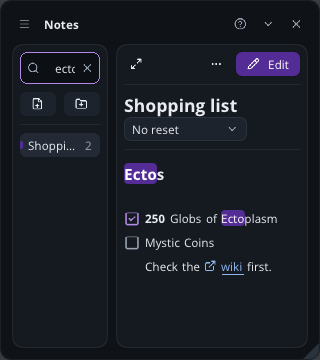 Notes
ecto
Shoppi... 2
Edit
Shopping list
No reset
Ectos
250 Globs of Ectoplasm
Mystic Coins
Check the wiki first.